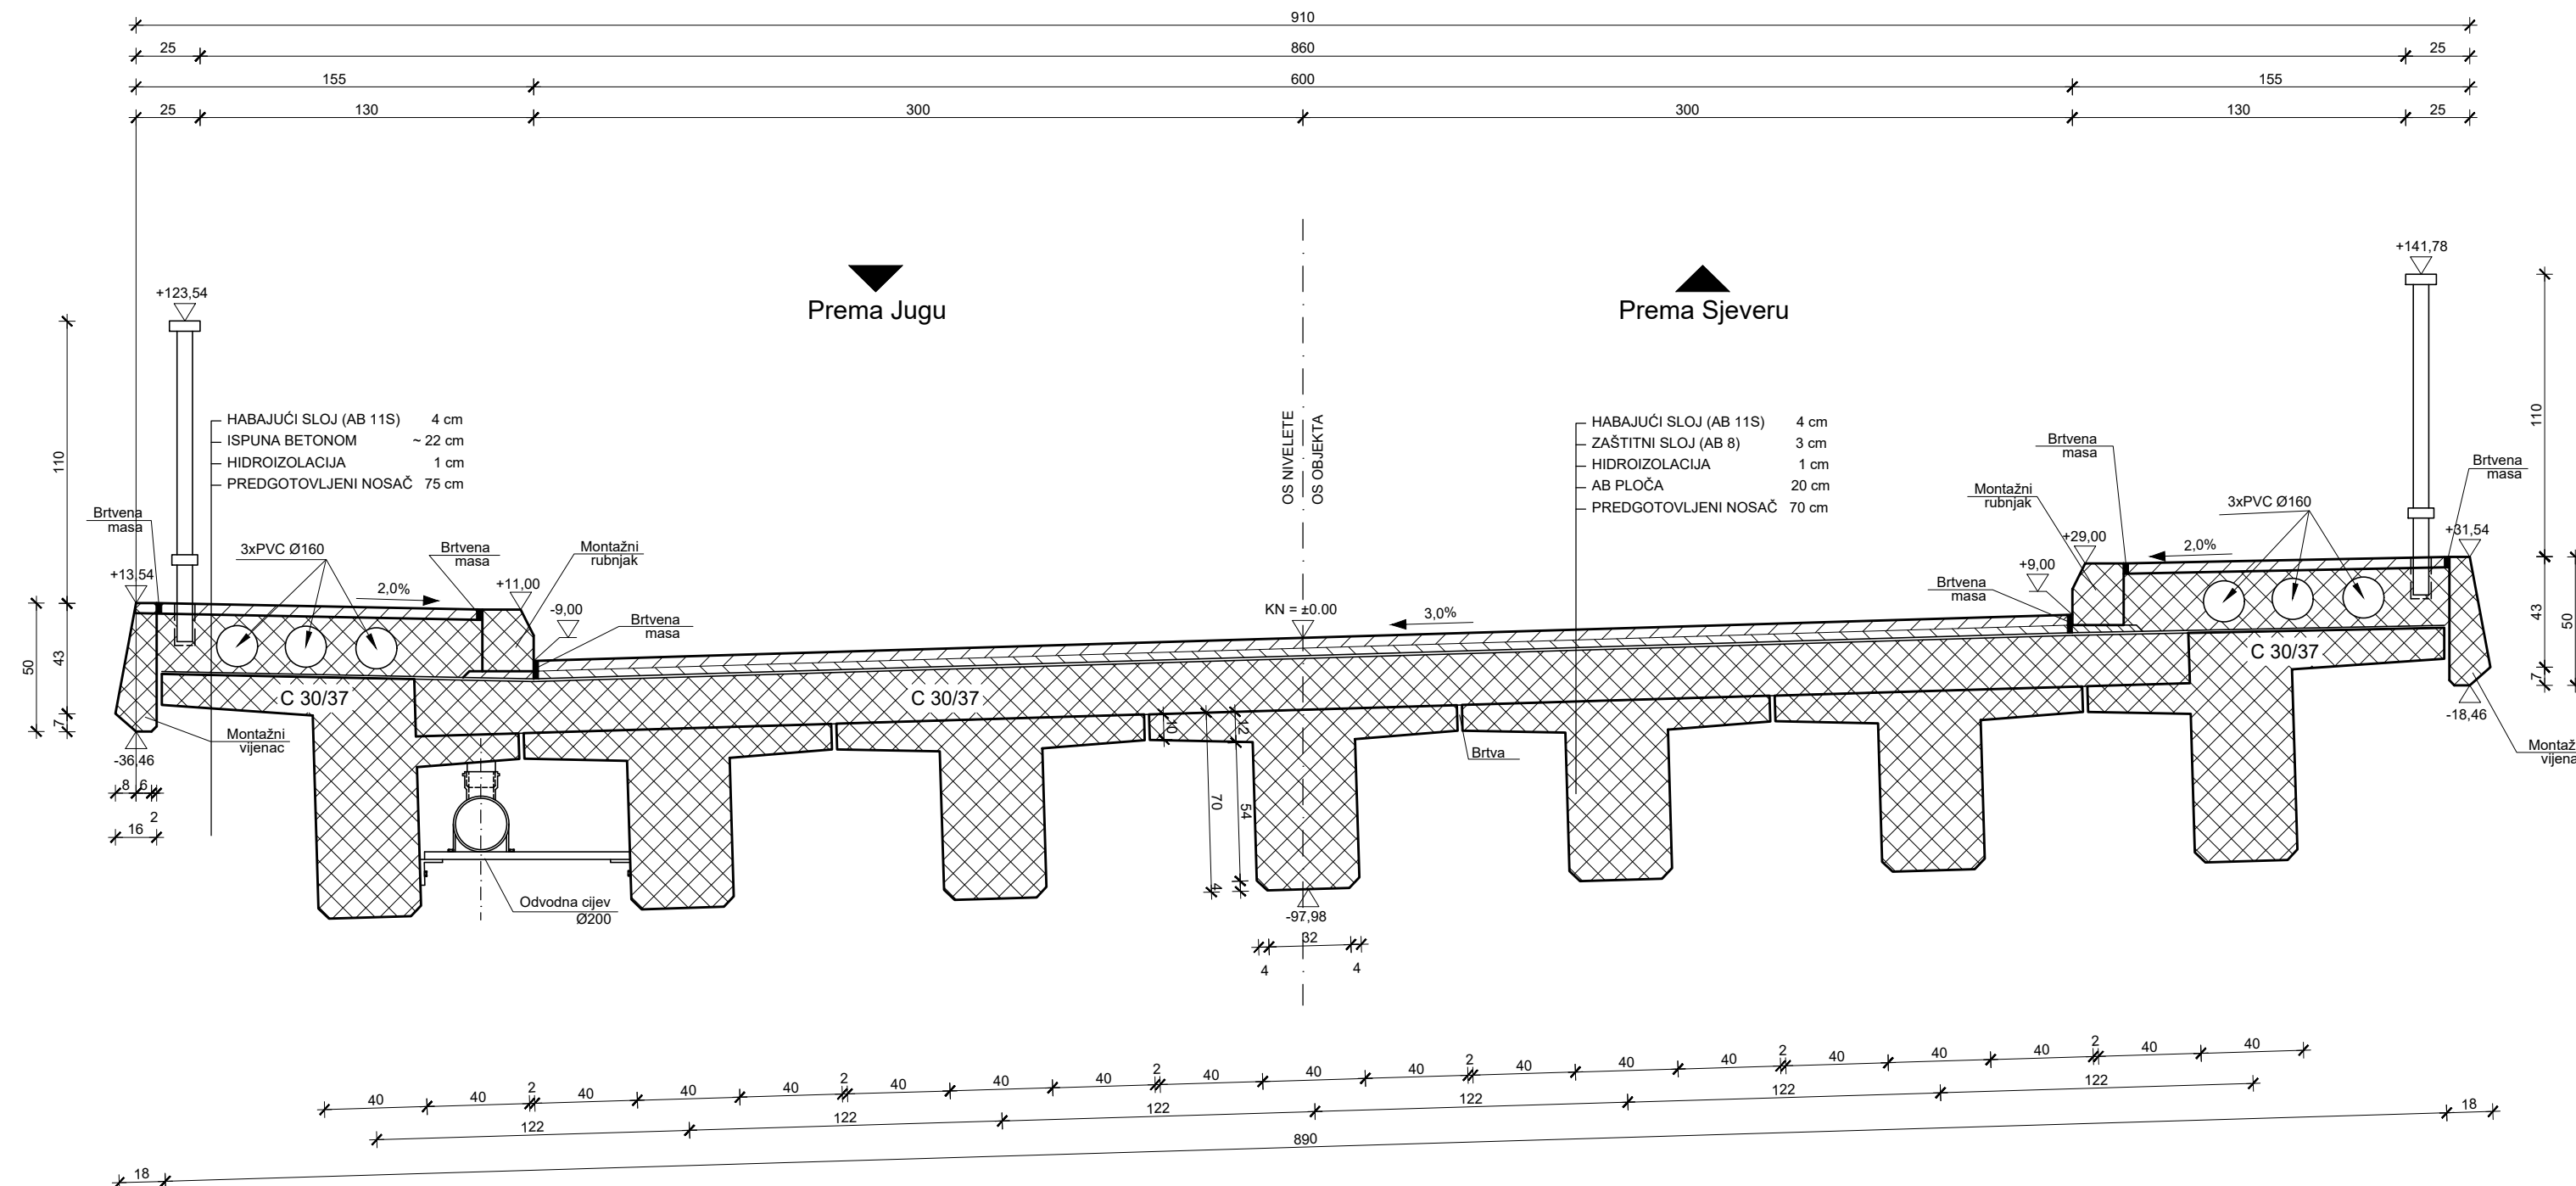 910
25 860 25
155 600 155
25 130 300 300 130 25
+141,78
+123,54
Prema Jugu
Prema Sjeveru
OS NIVELETE
OS OBJEKTA
HABAJUĆI SLOJ (AB 11S) 4 cm
ISPUNA BETONOM ~ 22 cm
HIDROIZOLACIJA 1 cm
PREDGOTOVLJENI NOSAČ 75 cm
HABAJUĆI SLOJ (AB 11S) 4 cm
ZAŠTITNI SLOJ (AB 8) 3 cm
HIDROIZOLACIJA 1 cm
AB PLOČA 20 cm
PREDGOTOVLJENI NOSAČ 70 cm
110
110
Brtvena
masa
Brtvena
masa
Montažni
rubnjak
3xPVC Ø160
Brtvena
masa
3xPVC Ø160
Brtvena
masa
Montažni
rubnjak
+31,54
+29,00
2,0%
+9,00
+13,54
2,0%
+11,00
-9,00
Brtvena
masa
Brtvena
masa
KN = ±0.00
3,0%
50
43
7
43
7
50
C 30/37
C 30/37
C 30/37
Montažni
vijenac
-36,46
-18,46
Montaž
vijena
10
12
Brtva
8 6
2
16
70
54
4
Odvodna cijev
Ø200
-97,98
32
4 4
40 40 2 40 40 40 2 40 40 40 2 40 40 40 2 40 40 40 2 40 40 40 2 40 40
122 122 122 122 122 122
18 890 18